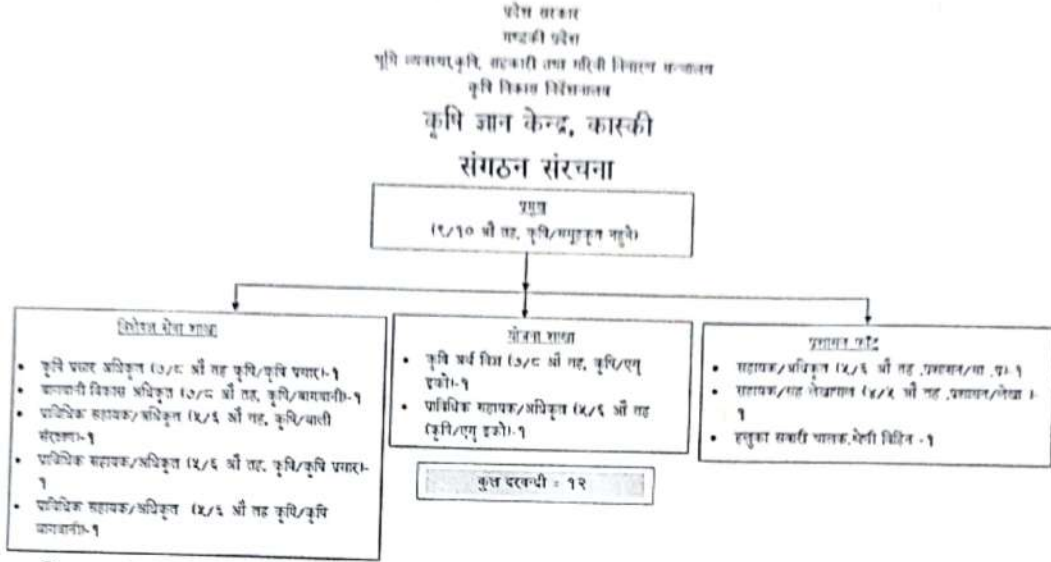 प्रदेश सरकार
गण्डकी प्रदेश
भूमि व्यवस्था,कृषि, सहकारी तथा गरिवी निवारण मन्त्रालय
कृषि विकास निर्देशनालय
कृषि ज्ञान केन्द्र, कास्की
संगठन संरचना
प्रमुख
(९/१० औं तह, कृषि/समूहकृत नहुने)
विशेषज्ञ सेवा शाखा
• कृषि प्रसार अधिकृत (७/८ औं तह कृषि/कृषि प्रसार)-१
• बागवानी विकास अधिकृत (७/८ औं तह, कृषि/बागवानी)-१
• प्राविधिक सहायक/अधिकृत (५/६ औं तह, कृषि/बाली
संरक्षण)-१
• प्राविधिक सहायक/अधिकृत (५/६ औं तह, कृषि/कृषि प्रसार)-
१
• प्राविधिक सहायक/अधिकृत (५/६ औं तह कृषि/कृषि
बागवानी)-१
योजना शाखा
• कृषि अर्थ विज्ञ (७/८ औं तह, कृषि/एगृ
इको)-१
• प्राविधिक सहायक/अधिकृत (५/६ औं तह
(कृषि/एगृ इको)-१
प्रशासन फाँट
• सहायक/अधिकृत (५/६ औं तह ,प्रशासन/सा .प्र)-१
• सहायक/सह लेखापाल (४/५ औं तह ,प्रशासन/लेखा )-
१
• हलुका सवारी चालक,श्रेणी विहिन -१
कुल दरबन्दी = १२